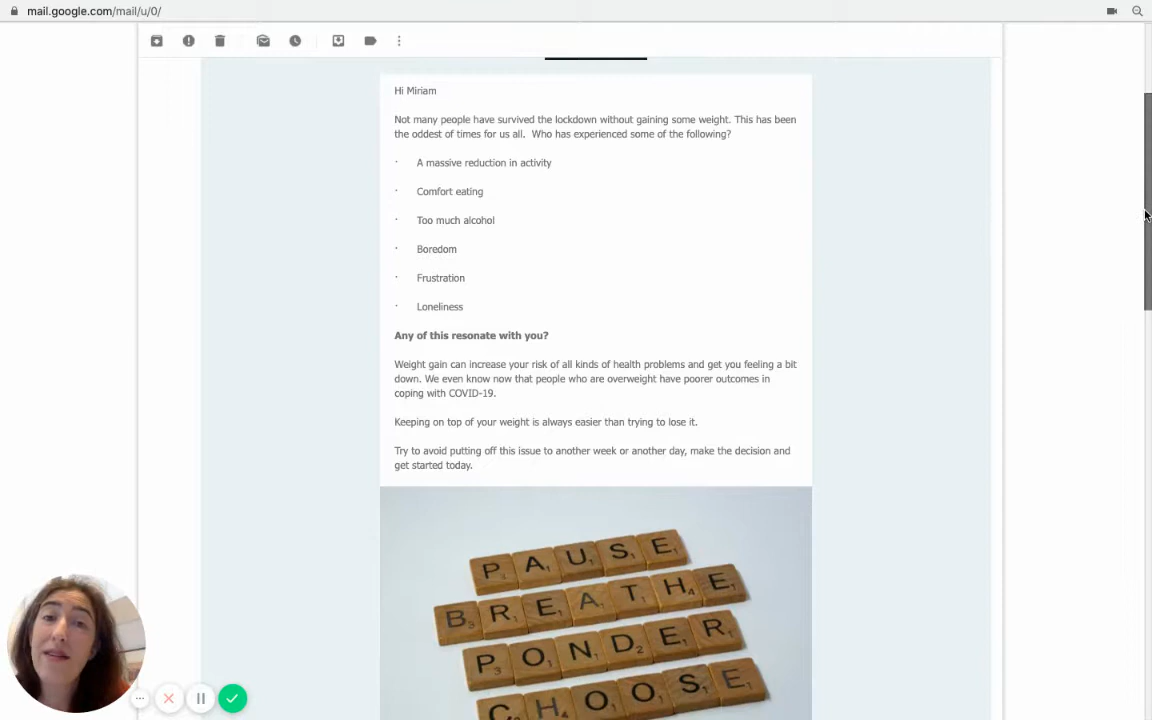 mail.google.com/mail/u/0/
Hi Miriam
Not many people have survived the lockdown without gaining some weight. This has been
the oddest of times for us all.  Who has experienced some of the following?
· A massive reduction in activity
· Comfort eating
· Too much alcohol
· Boredom
· Frustration
· Loneliness
Any of this resonate with you?
Weight gain can increase your risk of all kinds of health problems and get you feeling a bit
down. We even know now that people who are overweight have poorer outcomes in
coping with COVID-19.
Keeping on top of your weight is always easier than trying to lose it.
Try to avoid putting off this issue to another week or another day, make the decision and
get started today.
PAUSE
BREATHE
PONDER
CHOOSE